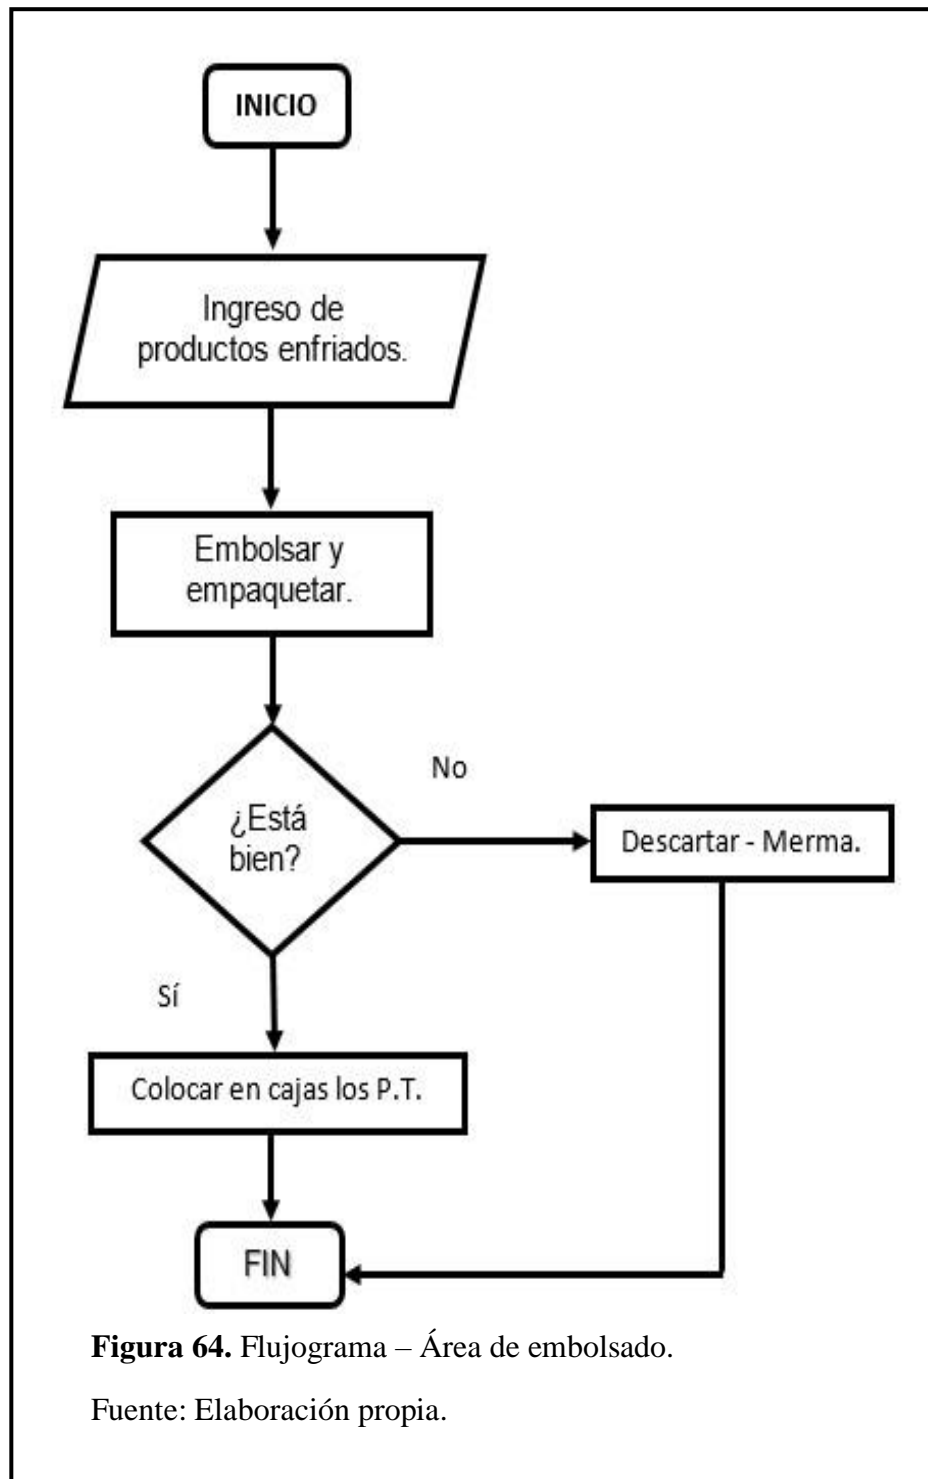 INICIO
Ingreso de
productos enfriados.
Embolsar y
empaquetar.
No
¿Está
bien?
Descartar - Merma.
Sí
Colocar en cajas los P.T.
FIN
Figura 64. Flujograma – Área de embolsado.
Fuente: Elaboración propia.